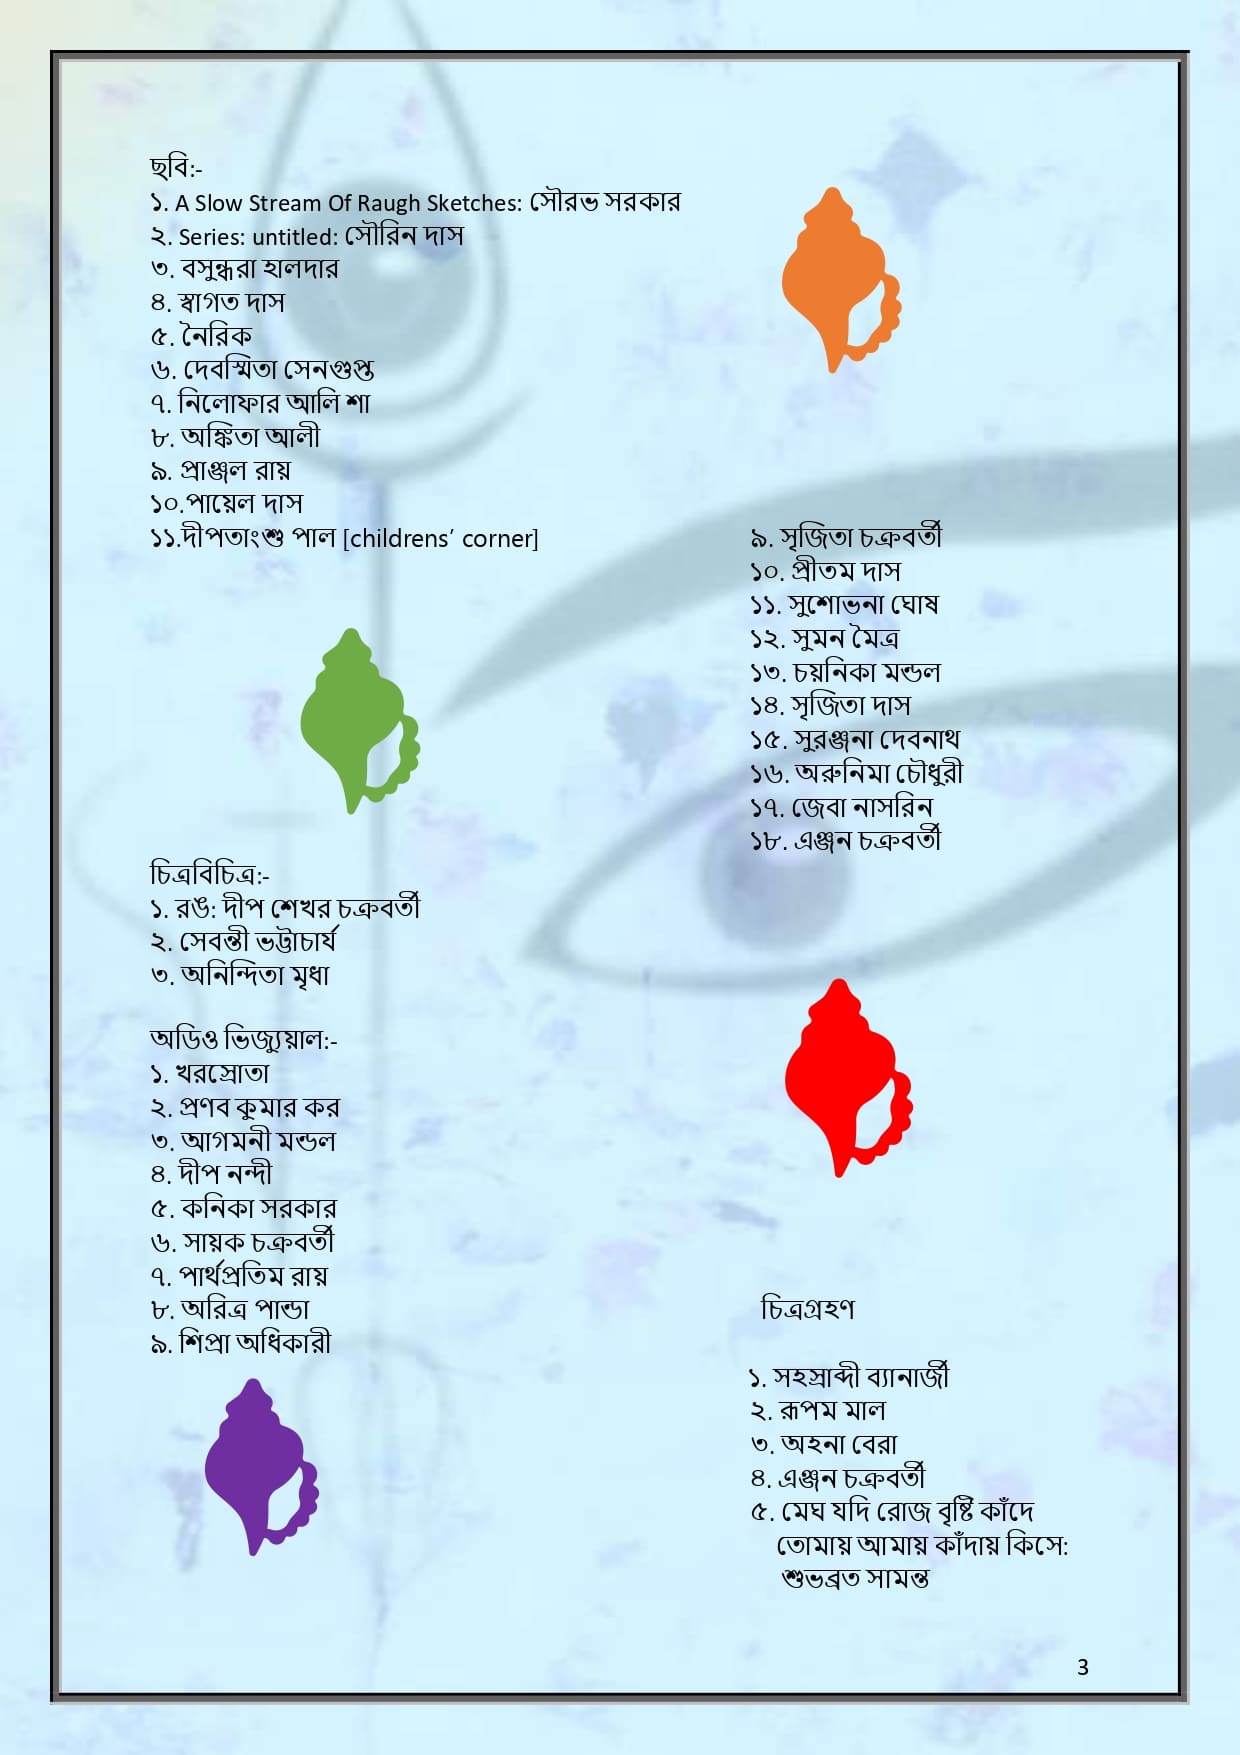 ছবি:-
১. A Slow Stream Of Raugh Sketches: সৌরভ সরকার
২. Series: untitled: সৌরিন দাস
৩. বসুন্ধরা হালদার
৪. স্বাগত দাস
৫. নৈরিক
৬. দেবস্মিতা সেনগুপ্ত
৭. নিলোফার আলি শা
৮. অঙ্কিতা আলী
৯. প্রাঞ্জল রায়
১০.পায়েল দাস
১১.দীপতাংশু পাল [childrens’ corner]
চিত্রবিচিত্র:-
১. রঙ: দীপ শেখর চক্রবর্তী
২. সেবন্তী ভট্টাচার্য
৩. অনিন্দিতা মৃধা
অডিও ভিজ্যুয়াল:-
১. খরস্রোতা
২. প্রণব কুমার কর
৩. আগমনী মন্ডল
৪. দীপ নন্দী
৫. কনিকা সরকার
৬. সায়ক চক্রবর্তী
৭. পার্থপ্রতিম রায়
৮. অরিত্র পান্ডা
৯. শিপ্রা অধিকারী
৯. সৃজিতা চক্রবর্তী
১০. প্রীতম দাস
১১. সুশোভনা ঘোষ
১২. সুমন মৈত্র
১৩. চয়নিকা মন্ডল
১৪. সৃজিতা দাস
১৫. সুরঞ্জনা দেবনাথ
১৬. অরুনিমা চৌধুরী
১৭. জেবা নাসরিন
১৮. এঞ্জন চক্রবর্তী
চিত্রগ্রহণ
১. সহস্রাব্দী ব্যানার্জী
২. রূপম মাল
৩. অহনা বেরা
৪. এঞ্জন চক্রবর্তী
৫. মেঘ যদি রোজ বৃষ্টি কাঁদে
তোমায় আমায় কাঁদায় কিসে:
শুভব্রত সামন্ত
3